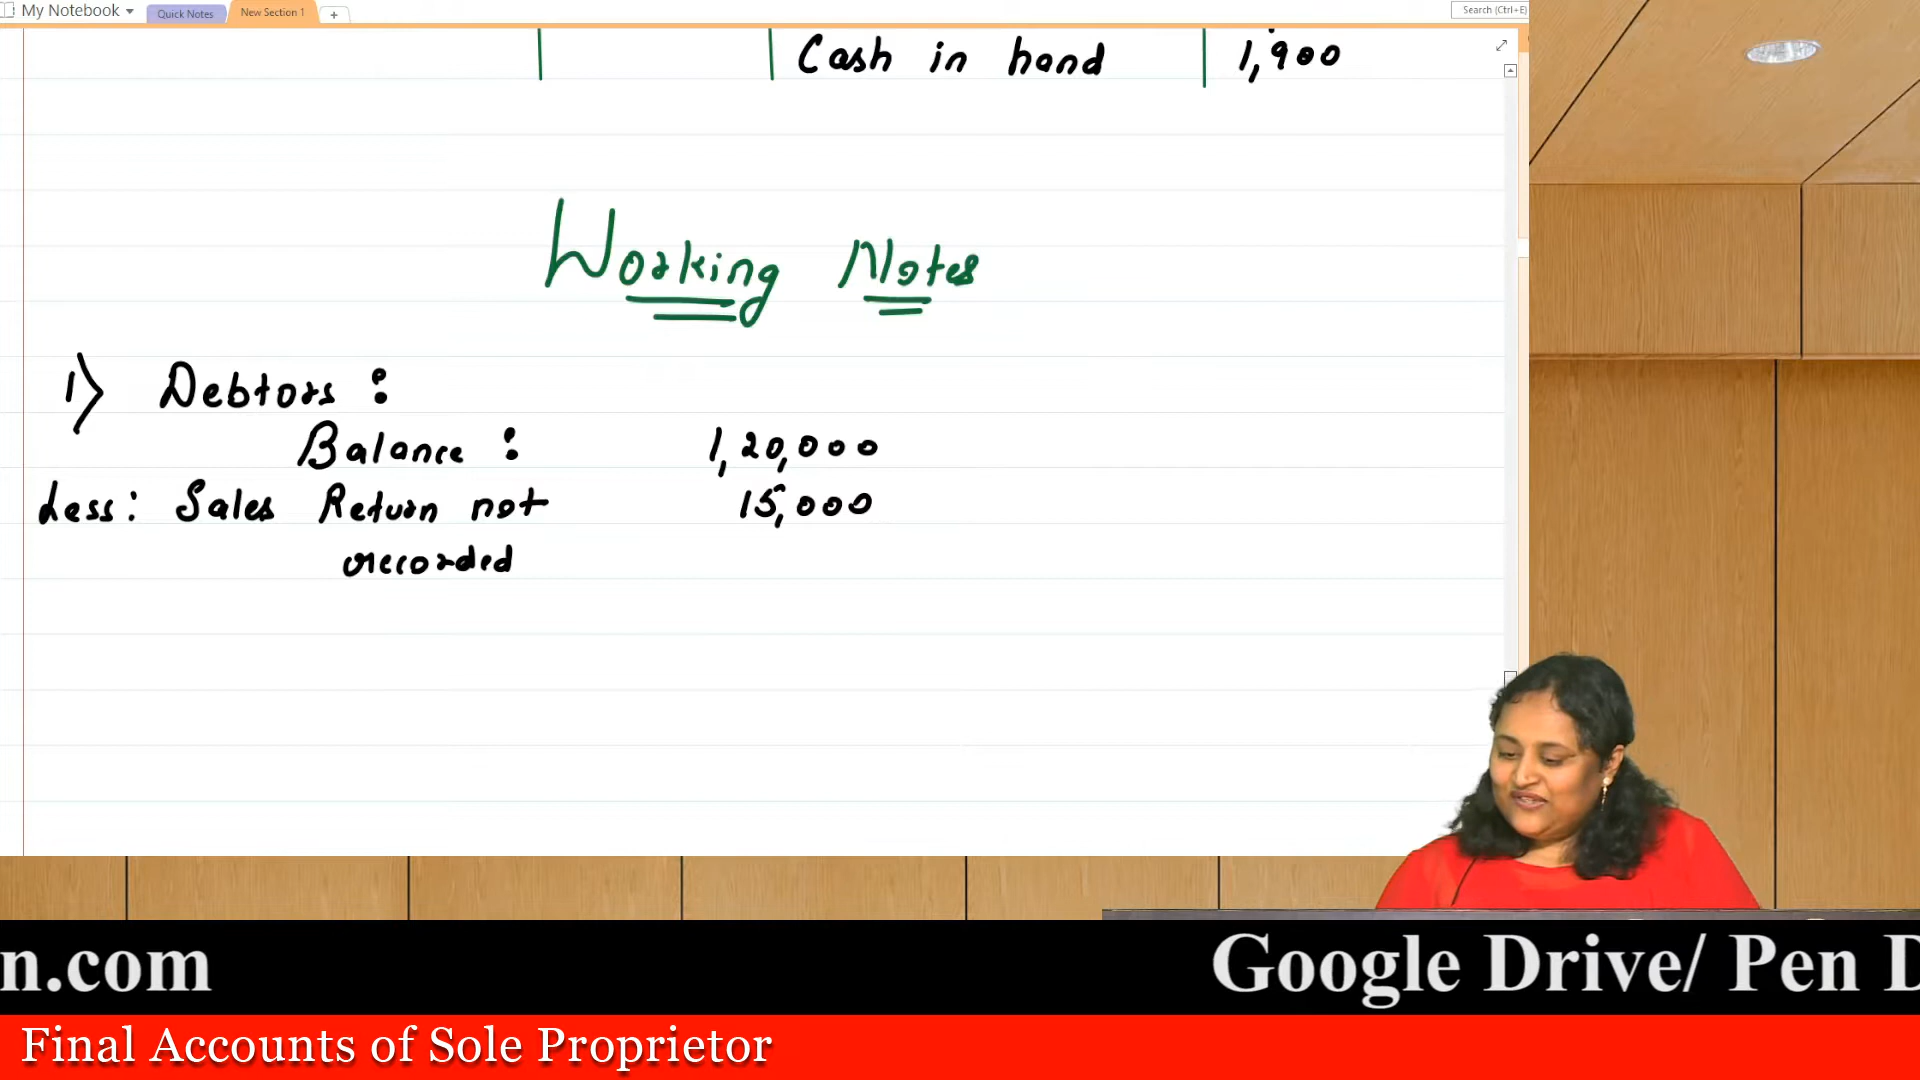 My Notebook
Quick Notes
New Section 1
+
Search (Ctrl+E)
Cash in hand 1,900
Working Notes
1) Debtors :
Balance : 1,20,000
Less: Sales Return not 15,000
recorded
n.com Google Drive/ Pen D
Final Accounts of Sole Proprietor